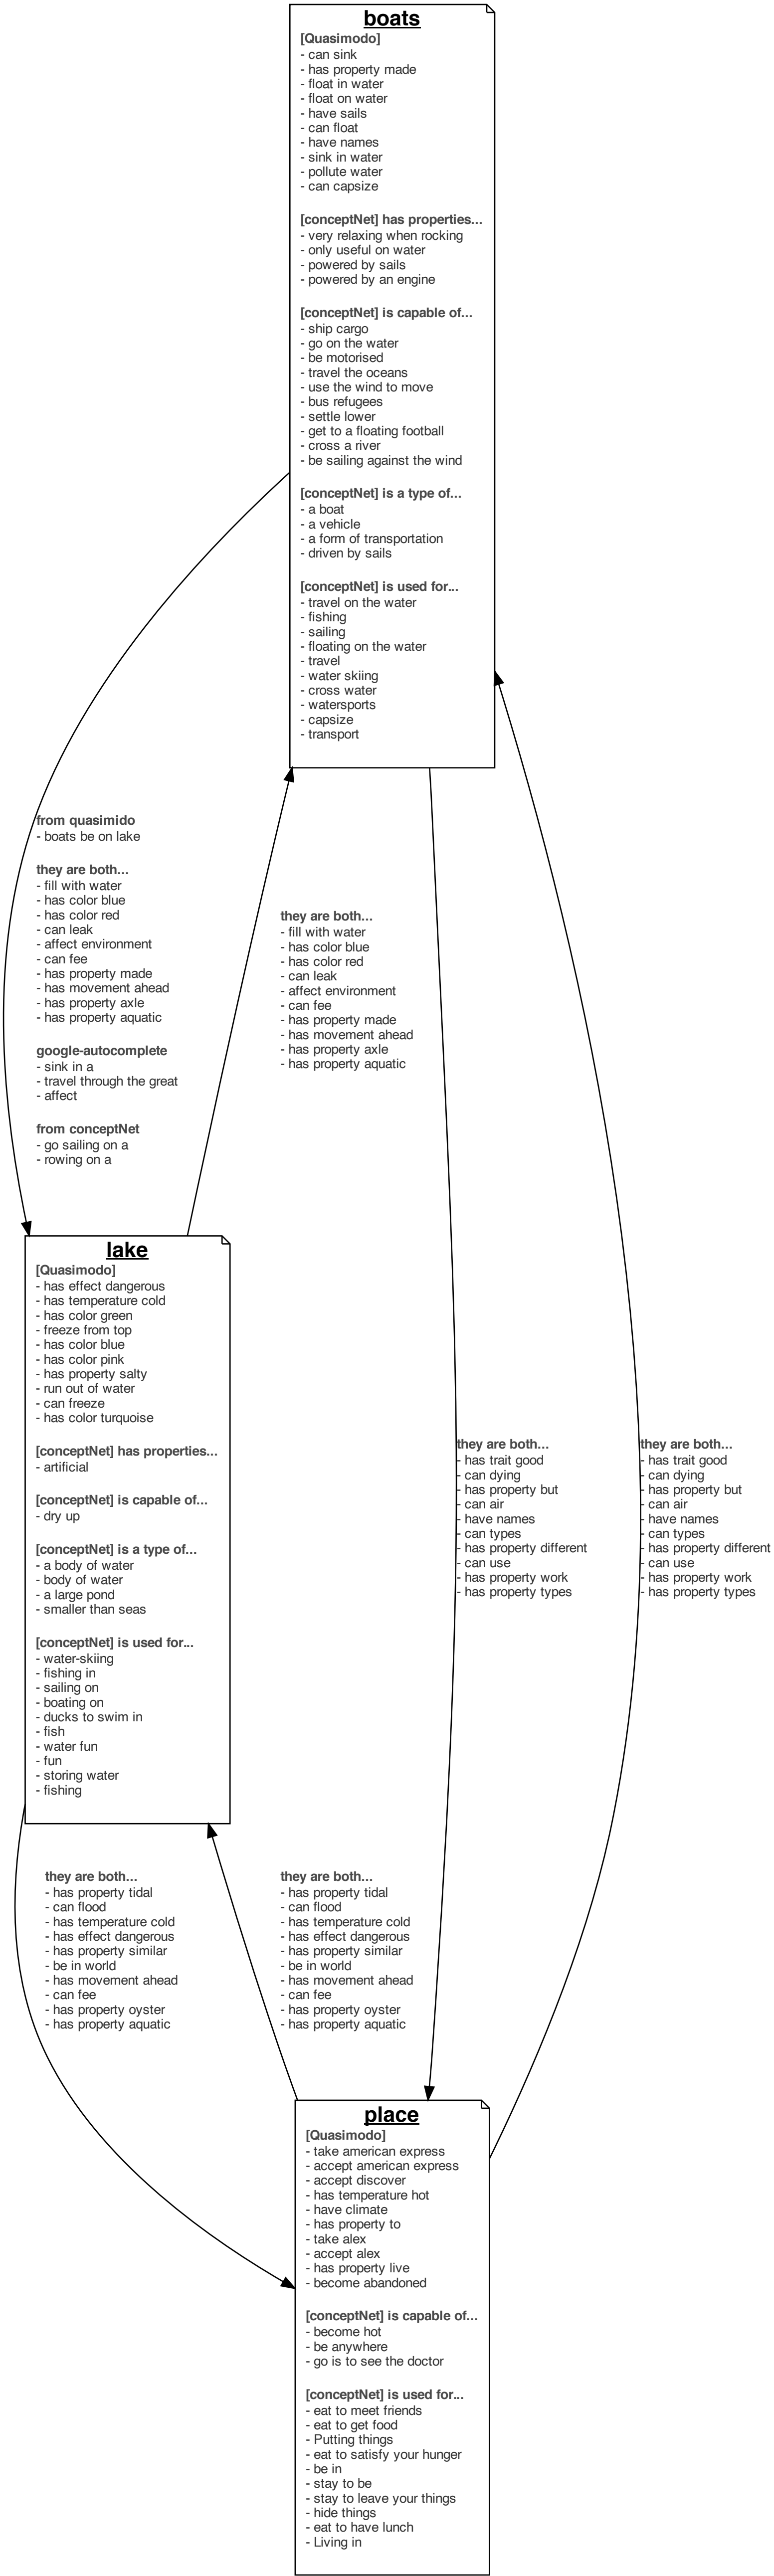 boats
[Quasimodo]
- can sink
- has property made
- float in water
- float on water
- have sails
- can float
- have names
- sink in water
- pollute water
- can capsize
[conceptNet] has properties...
- very relaxing when rocking
- only useful on water
- powered by sails
- powered by an engine
[conceptNet] is capable of...
- ship cargo
- go on the water
- be motorised
- travel the oceans
- use the wind to move
- bus refugees
- settle lower
- get to a floating football
- cross a river
- be sailing against the wind
[conceptNet] is a type of...
- a boat
- a vehicle
- a form of transportation
- driven by sails
[conceptNet] is used for...
- travel on the water
- fishing
- sailing
- floating on the water
- travel
- water skiing
- cross water
- watersports
- capsize
- transport
from quasimido
- boats be on lake
they are both...
- fill with water
- has color blue
- has color red
- can leak
- affect environment
- can fee
- has property made
- has movement ahead
- has property axle
- has property aquatic
google-autocomplete
- sink in a
- travel through the great
- affect
from conceptNet
- go sailing on a
- rowing on a
they are both...
- fill with water
- has color blue
- has color red
- can leak
- affect environment
- can fee
- has property made
- has movement ahead
- has property axle
- has property aquatic
lake
[Quasimodo]
- has effect dangerous
- has temperature cold
- has color green
- freeze from top
- has color blue
- has color pink
- has property salty
- run out of water
- can freeze
- has color turquoise
[conceptNet] has properties...
- artificial
[conceptNet] is capable of...
- dry up
[conceptNet] is a type of...
- a body of water
- body of water
- a large pond
- smaller than seas
[conceptNet] is used for...
- water-skiing
- fishing in
- sailing on
- boating on
- ducks to swim in
- fish
- water fun
- fun
- storing water
- fishing
they are both...
- has trait good
- can dying
- has property but
- can air
- have names
- can types
- has property different
- can use
- has property work
- has property types
they are both...
- has trait good
- can dying
- has property but
- can air
- have names
- can types
- has property different
- can use
- has property work
- has property types
they are both...
- has property tidal
- can flood
- has temperature cold
- has effect dangerous
- has property similar
- be in world
- has movement ahead
- can fee
- has property oyster
- has property aquatic
they are both...
- has property tidal
- can flood
- has temperature cold
- has effect dangerous
- has property similar
- be in world
- has movement ahead
- can fee
- has property oyster
- has property aquatic
place
[Quasimodo]
- take american express
- accept american express
- accept discover
- has temperature hot
- have climate
- has property to
- take alex
- accept alex
- has property live
- become abandoned
[conceptNet] is capable of...
- become hot
- be anywhere
- go is to see the doctor
[conceptNet] is used for...
- eat to meet friends
- eat to get food
- Putting things
- eat to satisfy your hunger
- be in
- stay to be
- stay to leave your things
- hide things
- eat to have lunch
- Living in